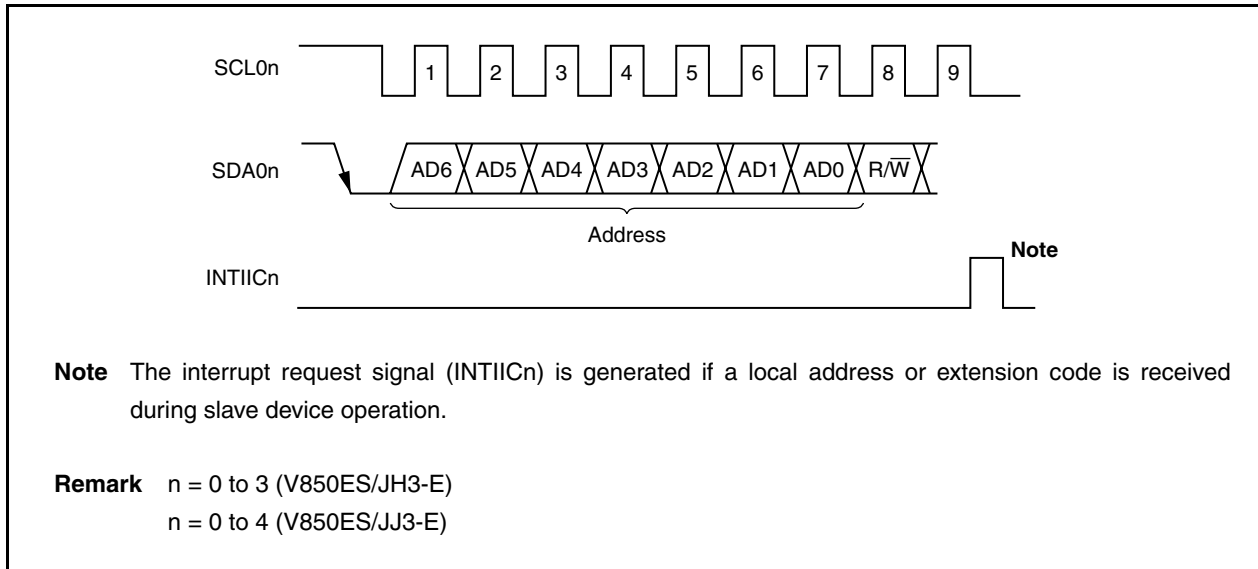 SCL0n 1 2 3 4 5 6 7 8 9
SDA0n AD6 AD5 AD4 AD3 AD2 AD1 AD0 R/W̅
Address
INTIICn Note
Note The interrupt request signal (INTIICn) is generated if a local address or extension code is received
during slave device operation.
Remark n = 0 to 3 (V850ES/JH3-E)
n = 0 to 4 (V850ES/JJ3-E)